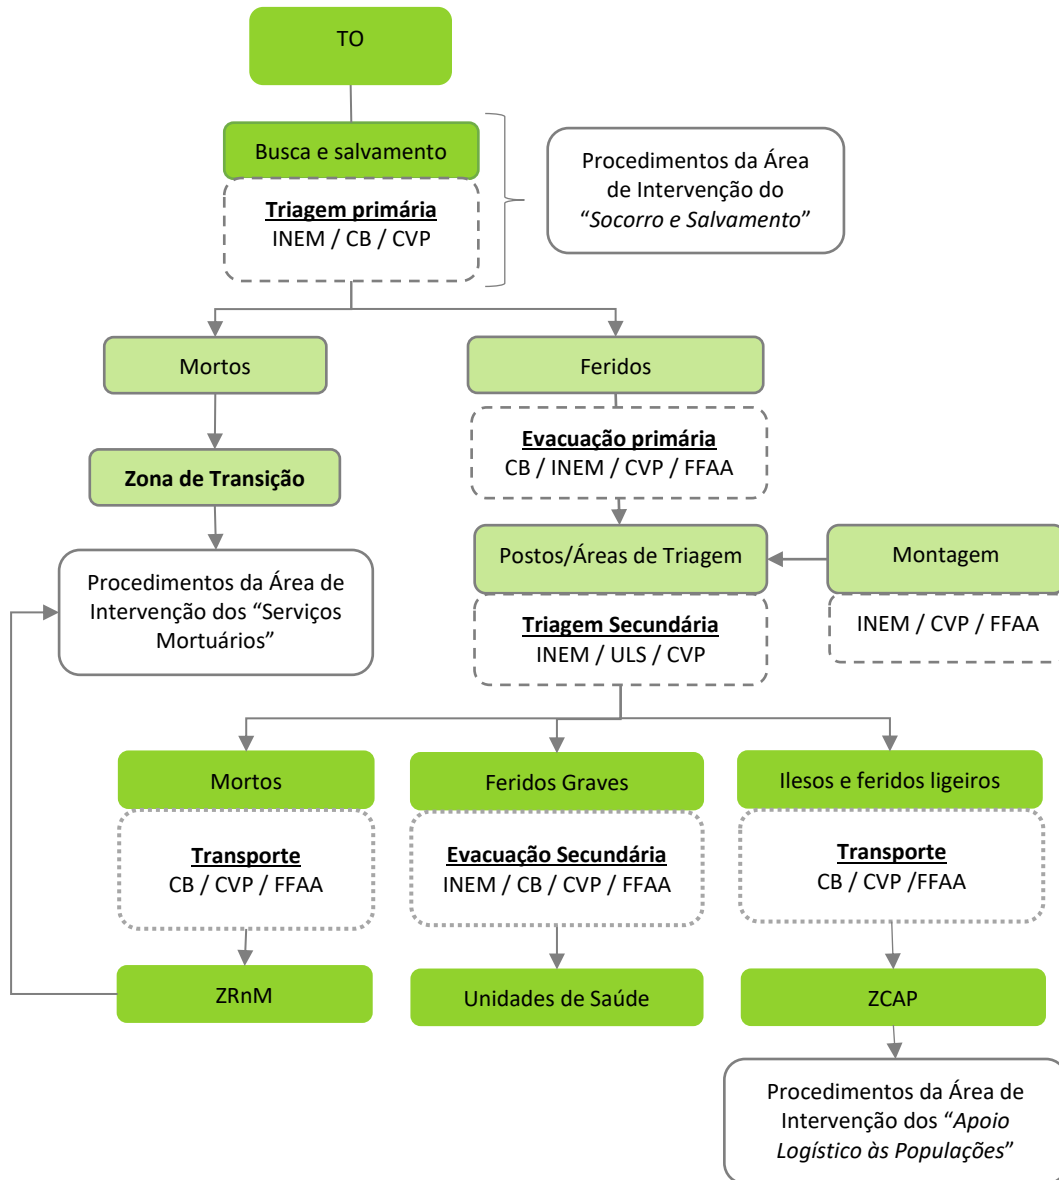 TO
Busca e salvamento
Triagem primária
INEM / CB / CVP
Procedimentos da Área
de Intervenção do
“Socorro e Salvamento”
Mortos
Feridos
Evacuação primária
CB / INEM / CVP / FFAA
Zona de Transição
Postos/Áreas de Triagem
Montagem
Procedimentos da Área de
Intervenção dos “Serviços
Mortuários”
Triagem Secundária
INEM / ULS / CVP
INEM / CVP / FFAA
Mortos
Feridos Graves
Ilesos e feridos ligeiros
Transporte
CB / CVP / FFAA
Evacuação Secundária
INEM / CB / CVP / FFAA
Transporte
CB / CVP /FFAA
ZRnM
Unidades de Saúde
ZCAP
Procedimentos da Área de
Intervenção dos “Apoio
Logístico às Populações”